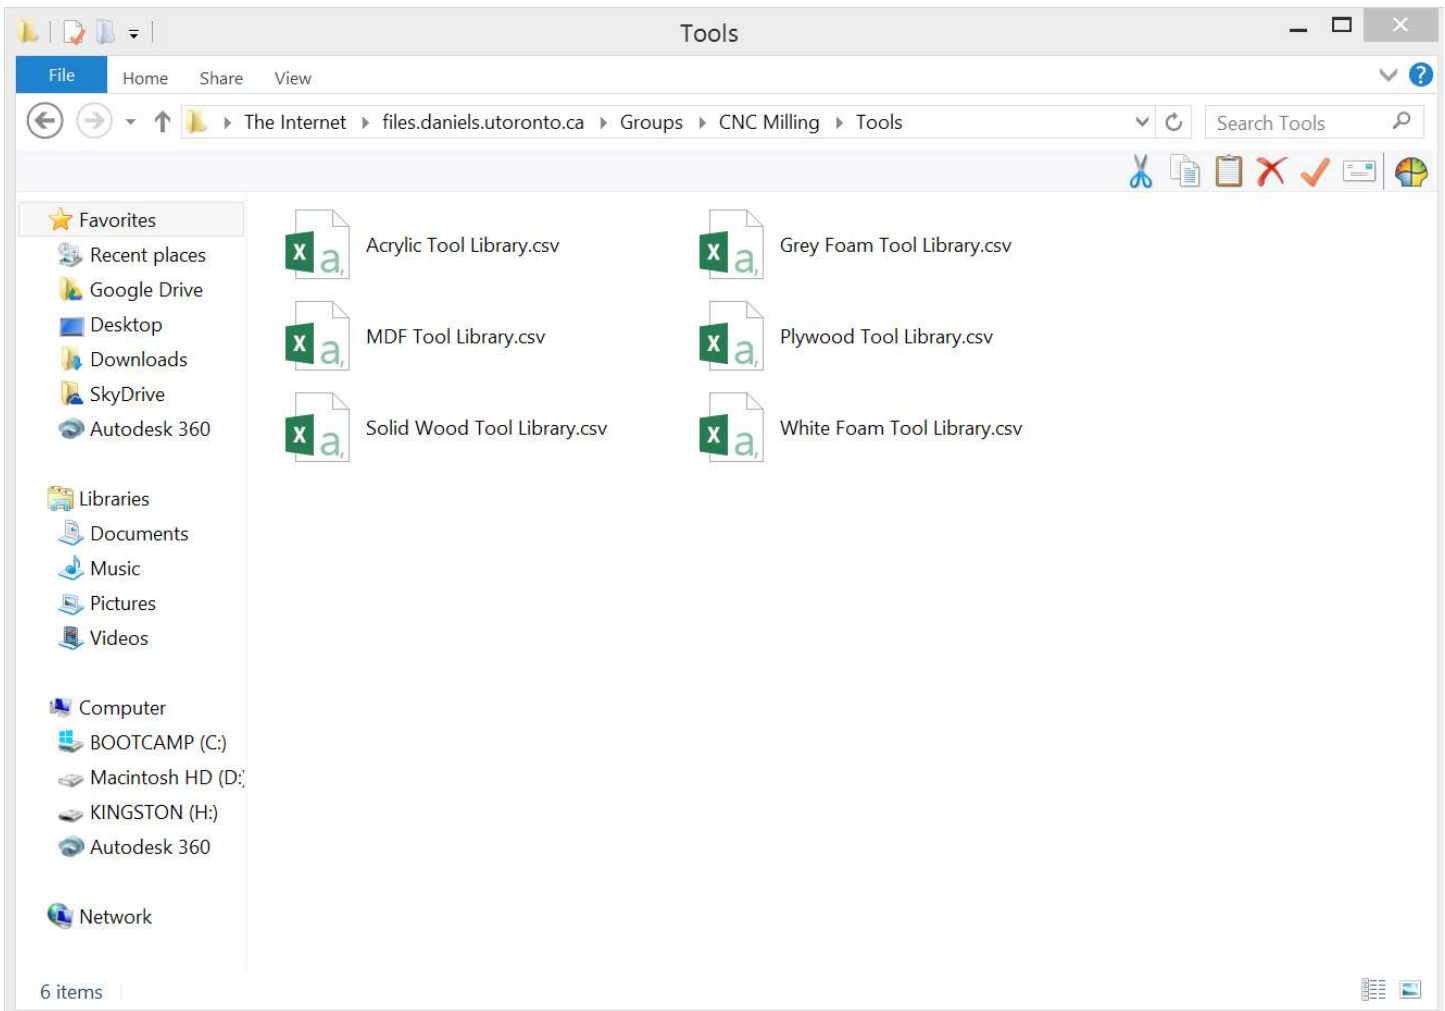 Tools
File Home Share View
The Internet files.daniels.utoronto.ca Groups CNC Milling Tools
Search Tools
Favorites
Recent places
Google Drive
Desktop
Downloads
SkyDrive
Autodesk 360
Libraries
Documents
Music
Pictures
Videos
Computer
BOOTCAMP (C:)
Macintosh HD (D:
KINGSTON (H:)
Autodesk 360
Network
Acrylic Tool Library.csv
Grey Foam Tool Library.csv
MDF Tool Library.csv
Plywood Tool Library.csv
Solid Wood Tool Library.csv
White Foam Tool Library.csv
6 items